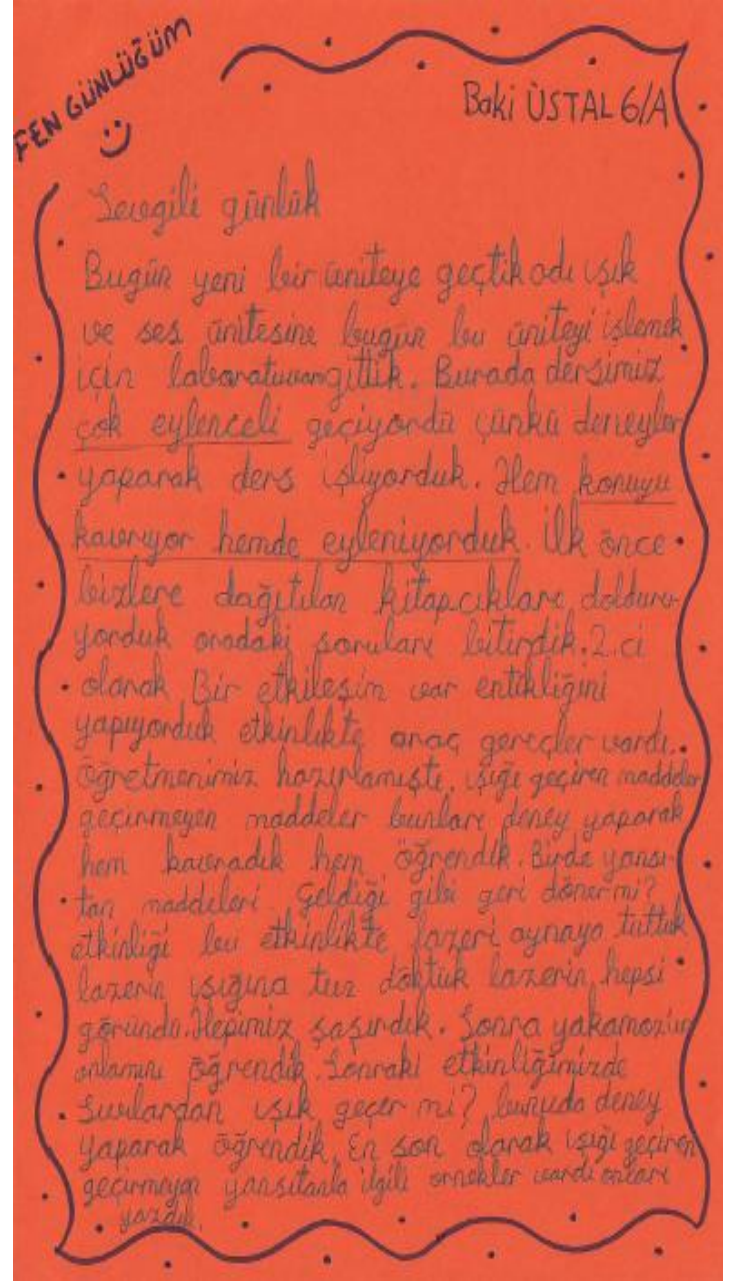 FEN GÜNLÜĞÜM
Baki ÜSTAL 6/A
Sevgili günlük
Bugün yeni bir üniteye geçtik adı ışık
ve ses ünitesine bugün bu üniteyi işlemek
için laboratuvara gittik. Burada dersimiz
çok eylenceli geçiyordu çünkü deneyler
yaparak ders işliyorduk. Hem konuyu
kavrıyor hemde eyleniyorduk. İlk önce
bizlere dağıtılan kitapcıkları, dolduru-
yorduk oradaki soruları bitirdik. 2.ci
olarak Bir etkileşim var entikliğini
yapıyorduk etkinlikte araç gereçler vardı.
Öğretmenimiz hazırlamıştı, ışığı geçiren maddeler
geçirmeyen maddeler bunları deney yaparak
hem kavradık hem öğrendik. Birde yansı-
tan maddeleri Geldiği gibi geri döner mi?
etkinliği bu etkinlikte lazeri aynaya tuttuk
lazerin ışığına tuz döktük lazerin hepsi
göründü. Hepimiz şaşırdık. Sonra yakamozun
anlamını öğrendik. Sonraki etkinliğimizde
Sıvılardan ışık geçer mi? bunuda deney
yaparak öğrendik. En son olarak ışığı geçiren
geçirmeyen yansıtanla ilgili örnekler vardı onları
yazdık.